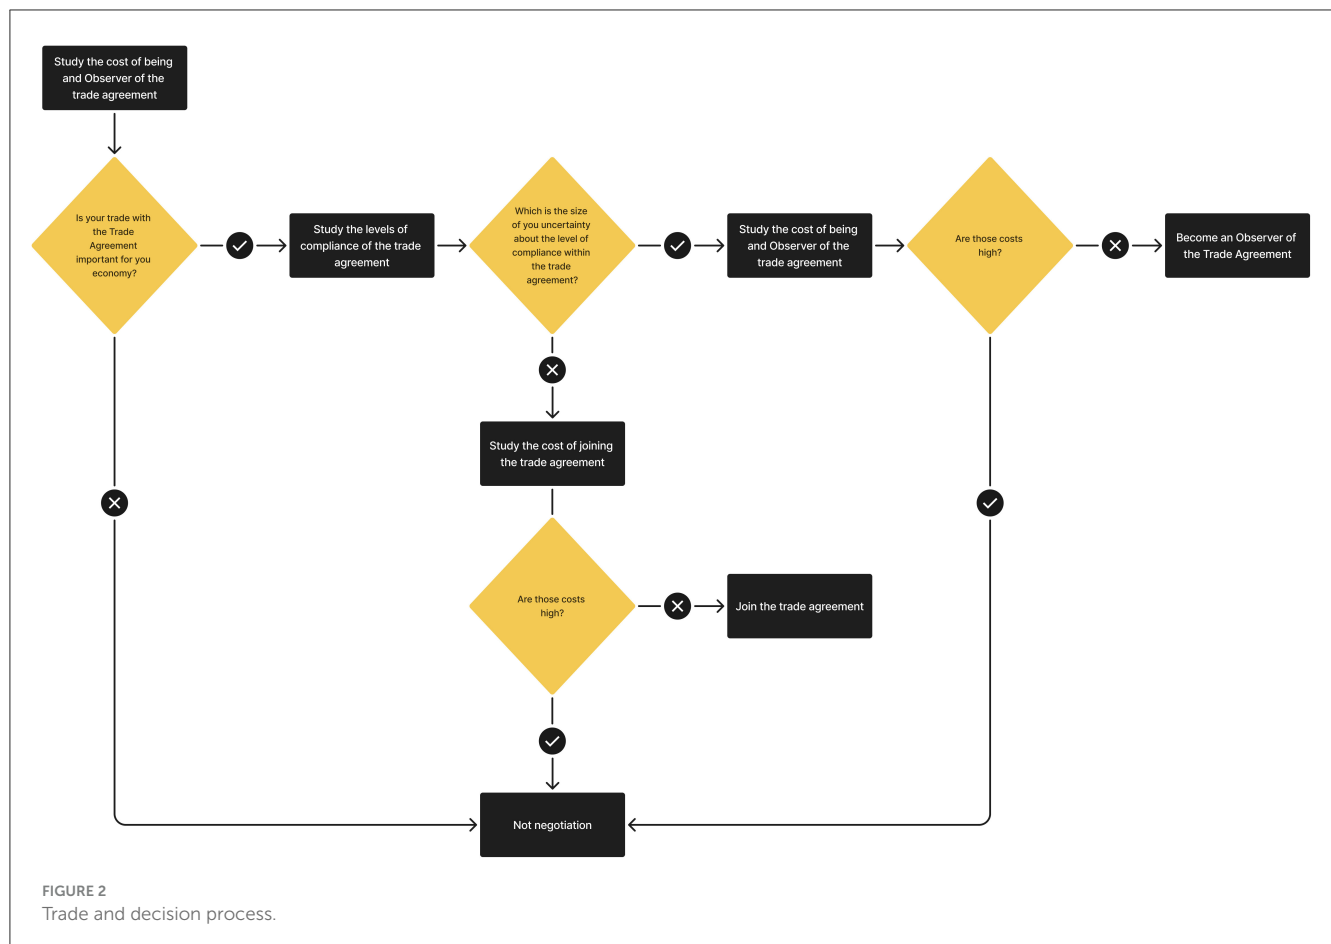 Study the cost of being
and Observer of the
trade agreement
Is your trade with
the Trade
Agreement
important for you
economy?
Study the levels of
compliance of the trade
agreement
Which is the size
of you uncertainty
about the level of
compliance within
the trade
agreement?
Study the cost of being
and Observer of the
trade agreement
Are those costs
high?
Become an Observer of
the Trade Agreement
Study the cost of joining
the trade agreement
Are those costs
high?
Join the trade agreement
Not negotiation
FIGURE 2
Trade and decision process.